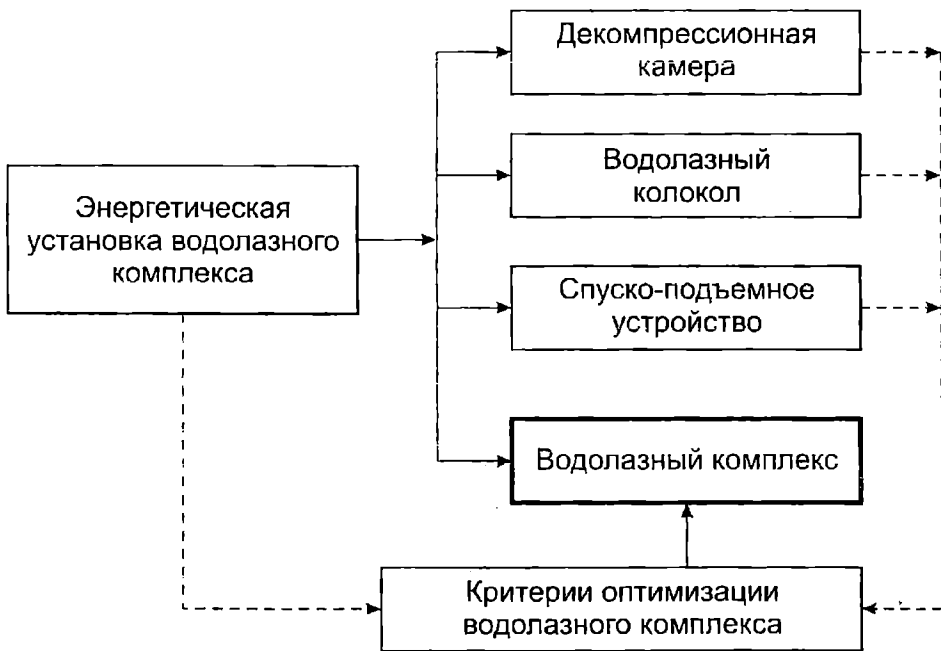 Декомпрессионная
камера
Водолазный
колокол
Энергетическая
установка водолазного
комплекса
Спуско-подъемное
устройство
Водолазный комплекс
Критерии оптимизации
водолазного комплекса